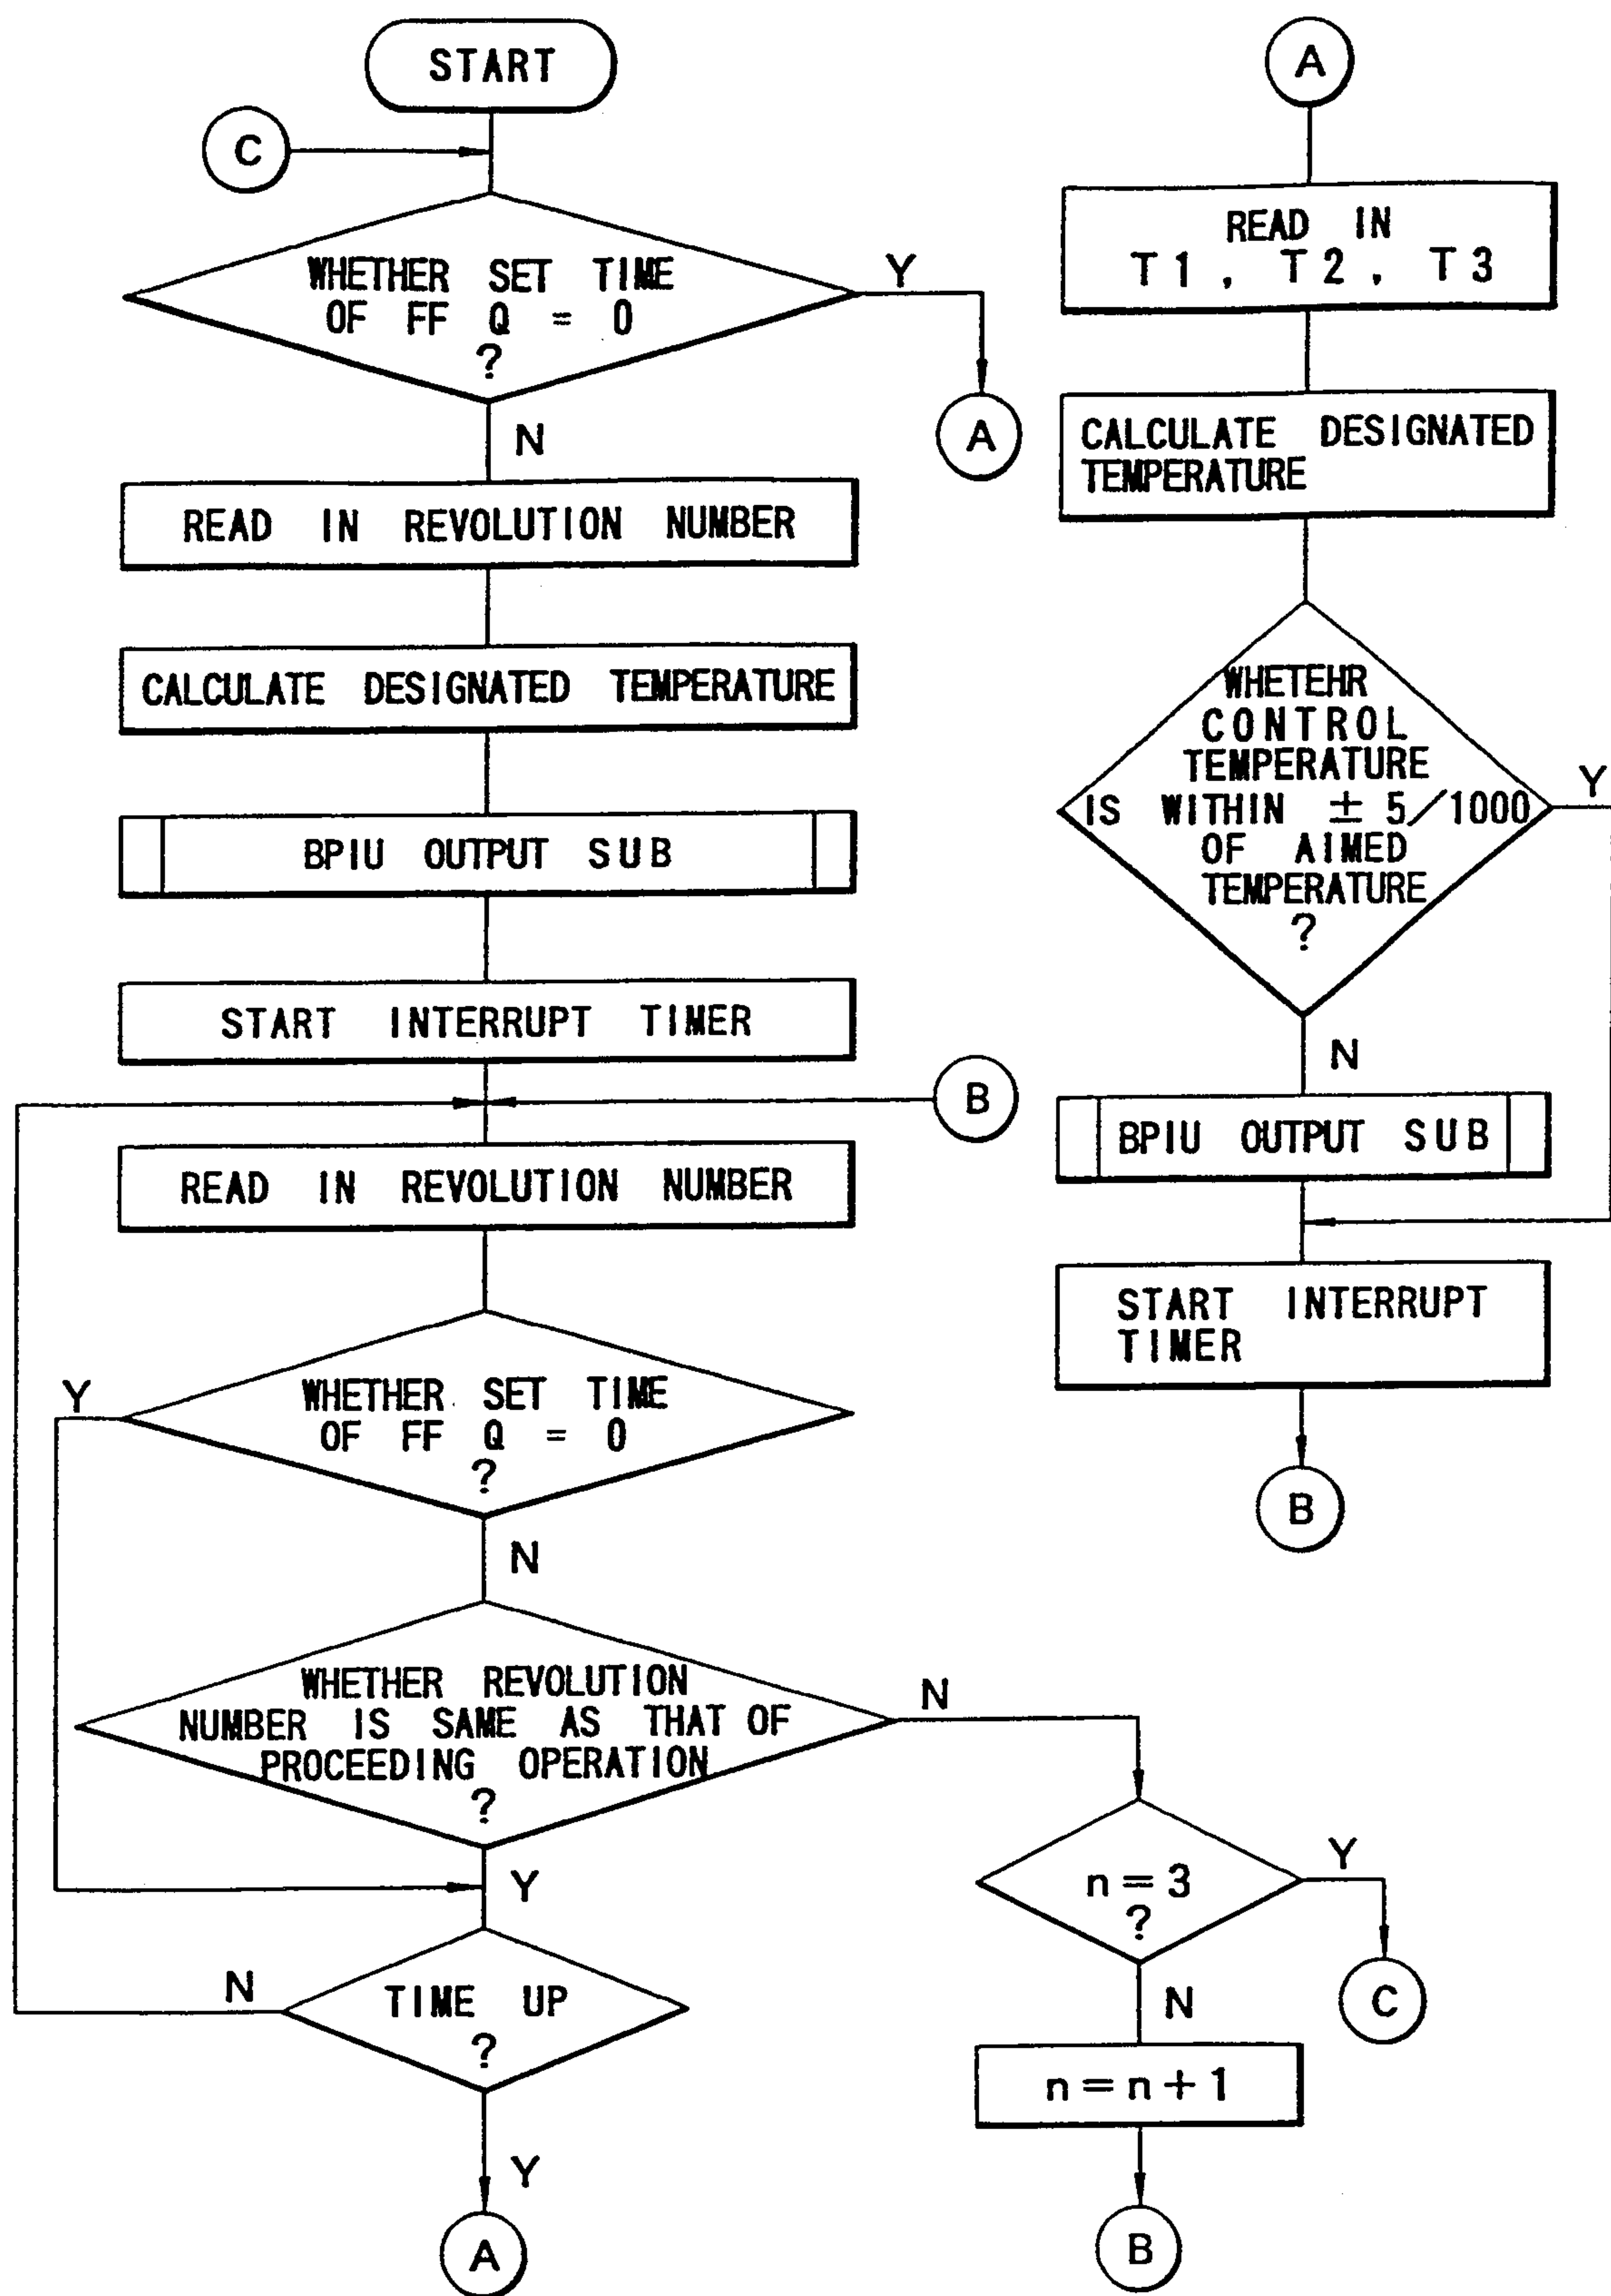 START
C
WHETHER SET TIME
OF FF Q = 0
?
Y
A
N
READ IN REVOLUTION NUMBER
CALCULATE DESIGNATED TEMPERATURE
BPIU OUTPUT SUB
START INTERRUPT TIMER
B
READ IN REVOLUTION NUMBER
Y
WHETHER SET TIME
OF FF Q = 0
?
N
WHETHER REVOLUTION
NUMBER IS SAME AS THAT OF
PROCEEDING OPERATION
?
N
Y
n = 3
?
Y
C
N
n = n + 1
B
TIME UP
?
N
Y
A
A
READ IN
T1, T2, T3
CALCULATE DESIGNATED
TEMPERATURE
WHETEHR
CONTROL
TEMPERATURE
IS WITHIN ± 5/1000
OF AIMED
TEMPERATURE
?
Y
N
BPIU OUTPUT SUB
START INTERRUPT
TIMER
B